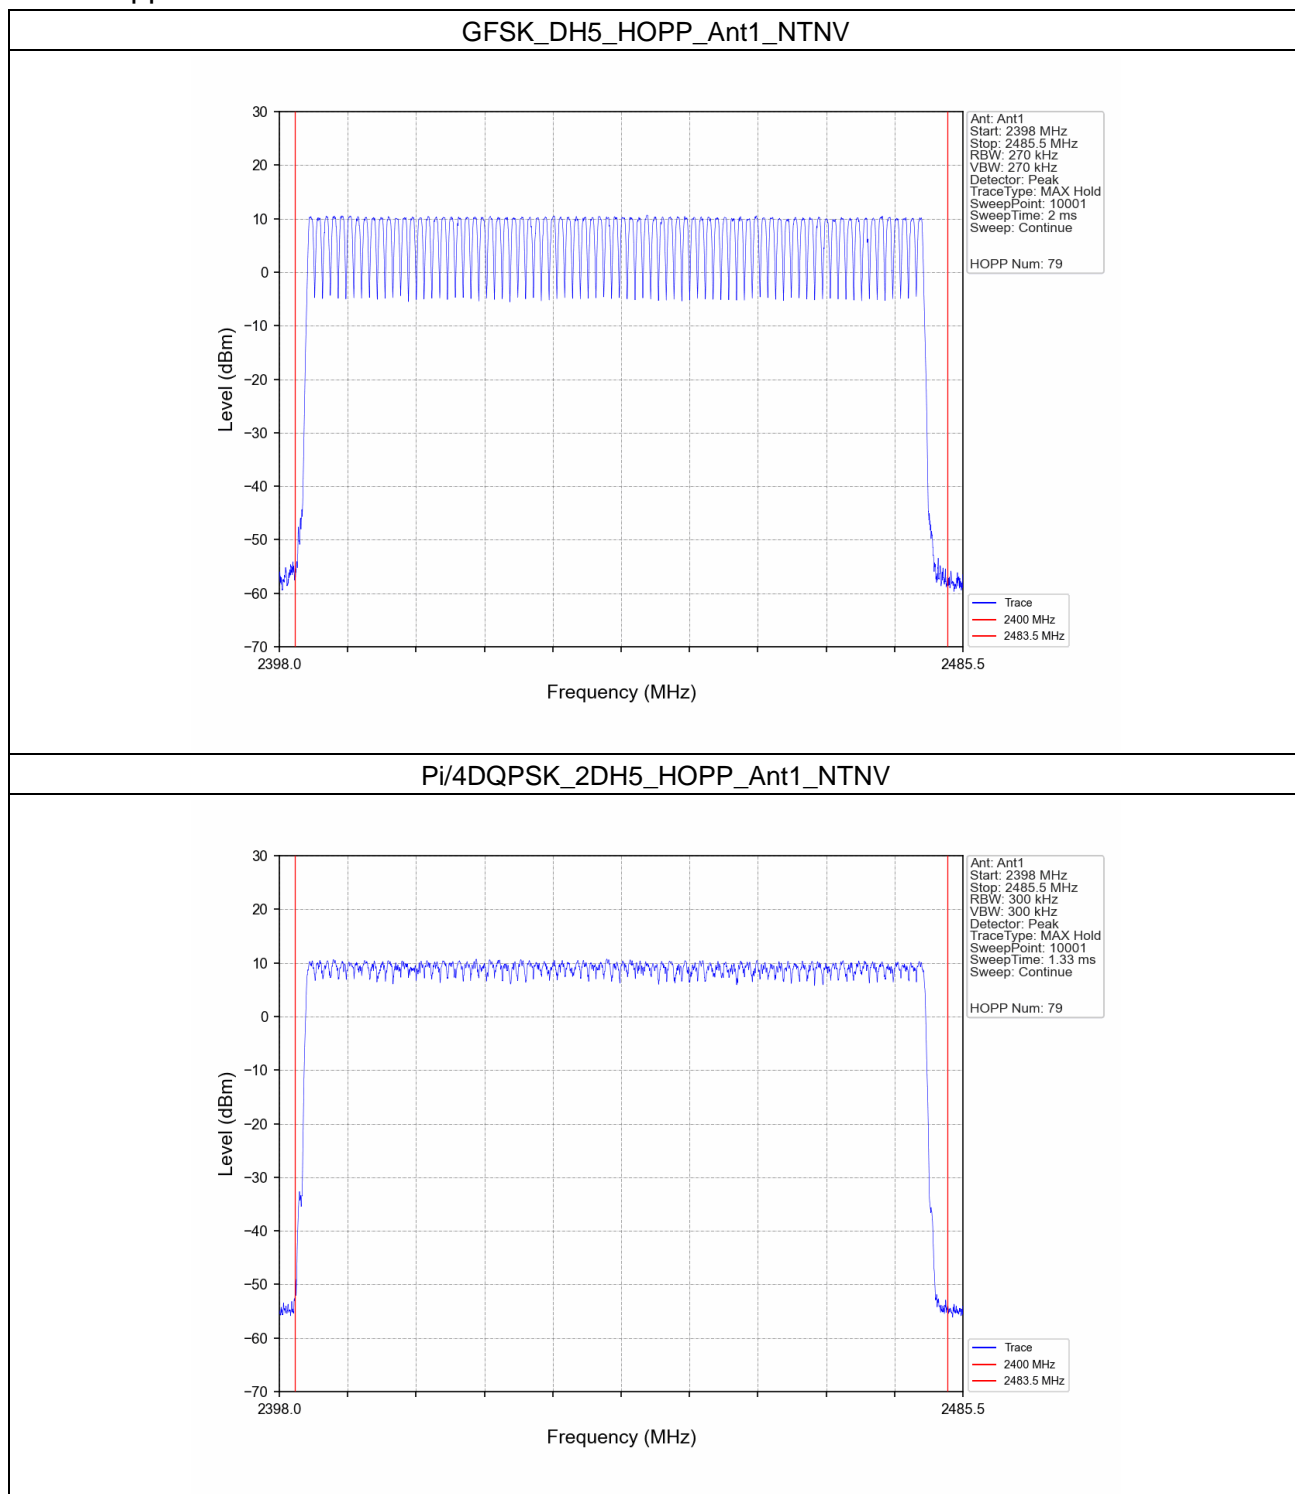 GFSK_DH5_HOPP_Ant1_NTNV
30
20
10
0
−10
−20
−30
−40
−50
−60
−70
Level (dBm)
2398.0
2485.5
Frequency (MHz)
Ant: Ant1
Start: 2398 MHz
Stop: 2485.5 MHz
RBW: 270 kHz
VBW: 270 kHz
Detector: Peak
TraceType: MAX Hold
SweepPoint: 10001
SweepTime: 2 ms
Sweep: Continue
HOPP Num: 79
Trace
2400 MHz
2483.5 MHz
Pi/4DQPSK_2DH5_HOPP_Ant1_NTNV
30
20
10
0
−10
−20
−30
−40
−50
−60
−70
Level (dBm)
2398.0
2485.5
Frequency (MHz)
Ant: Ant1
Start: 2398 MHz
Stop: 2485.5 MHz
RBW: 300 kHz
VBW: 300 kHz
Detector: Peak
TraceType: MAX Hold
SweepPoint: 10001
SweepTime: 1.33 ms
Sweep: Continue
HOPP Num: 79
Trace
2400 MHz
2483.5 MHz